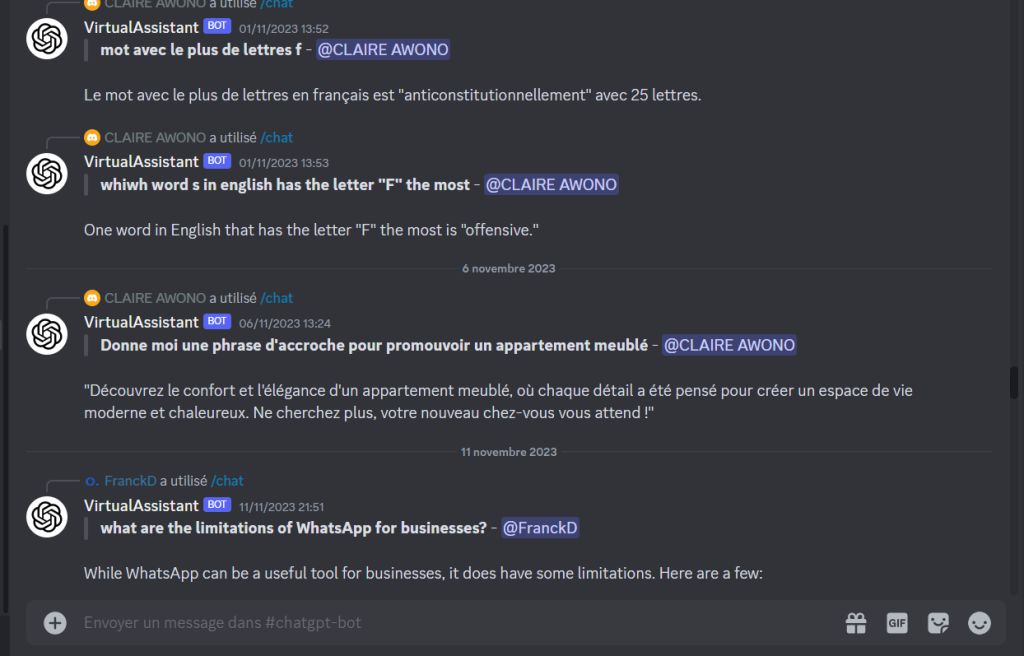 CLAIRE AWONO a utilisé /chat
VirtualAssistant BOT 01/11/2023 13:52
mot avec le plus de lettres f - @CLAIRE AWONO
Le mot avec le plus de lettres en français est "anticonstitutionnellement" avec 25 lettres.
CLAIRE AWONO a utilisé /chat
VirtualAssistant BOT 01/11/2023 13:53
whiwh word s in english has the letter "F" the most - @CLAIRE AWONO
One word in English that has the letter "F" the most is "offensive."
6 novembre 2023
CLAIRE AWONO a utilisé /chat
VirtualAssistant BOT 06/11/2023 13:24
Donne moi une phrase d'accroche pour promouvoir un appartement meublé - @CLAIRE AWONO
"Découvrez le confort et l'élégance d'un appartement meublé, où chaque détail a été pensé pour créer un espace de vie
moderne et chaleureux. Ne cherchez plus, votre nouveau chez-vous vous attend !"
11 novembre 2023
O. FranckD a utilisé /chat
VirtualAssistant BOT 11/11/2023 21:51
what are the limitations of WhatsApp for businesses? - @FranckD
While WhatsApp can be a useful tool for businesses, it does have some limitations. Here are a few:
Envoyer un message dans #chatgpt-bot
GIF